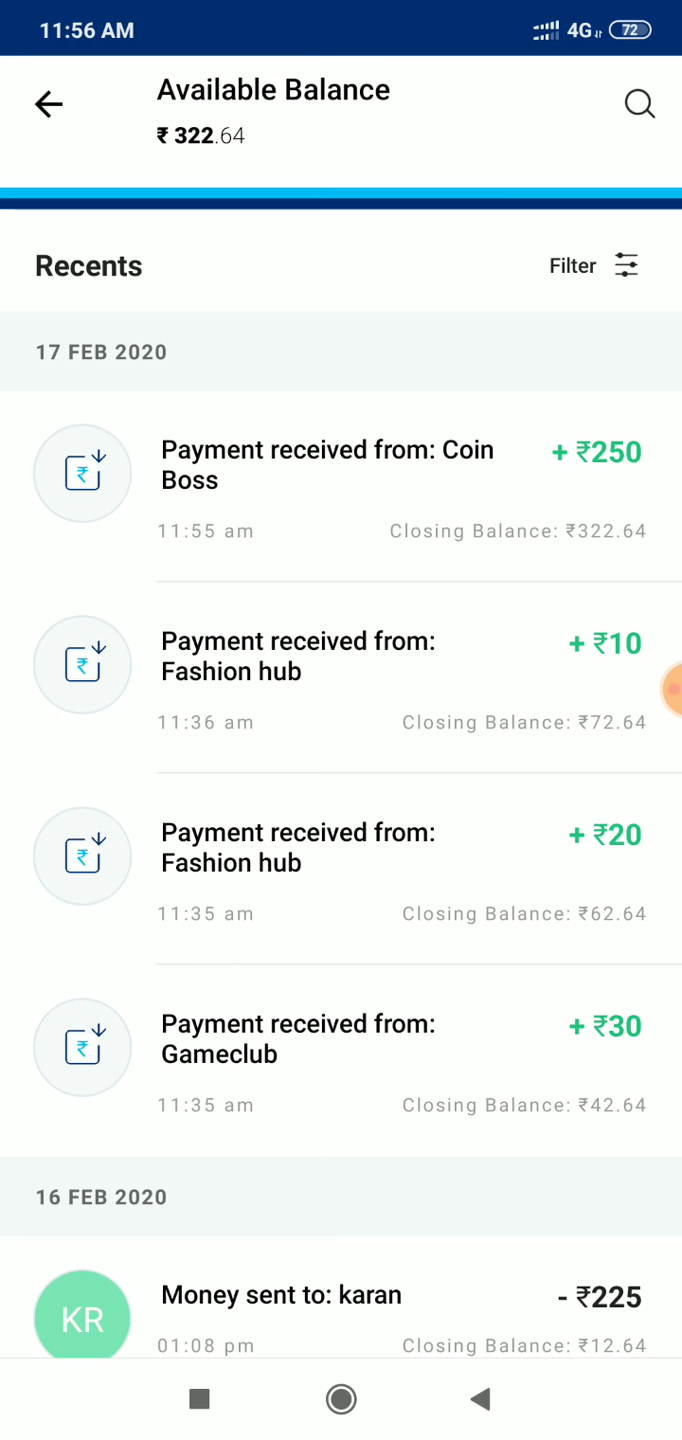 11:56 AM 4G 72
Available Balance
₹ 322.64
Recents
Filter
17 FEB 2020
Payment received from: Coin
Boss
+ ₹250
11:55 am
Closing Balance: ₹322.64
Payment received from:
Fashion hub
+ ₹10
11:36 am
Closing Balance: ₹72.64
Payment received from:
Fashion hub
+ ₹20
11:35 am
Closing Balance: ₹62.64
Payment received from:
Gameclub
+ ₹30
11:35 am
Closing Balance: ₹42.64
16 FEB 2020
KR
Money sent to: karan
- ₹225
01:08 pm
Closing Balance: ₹12.64